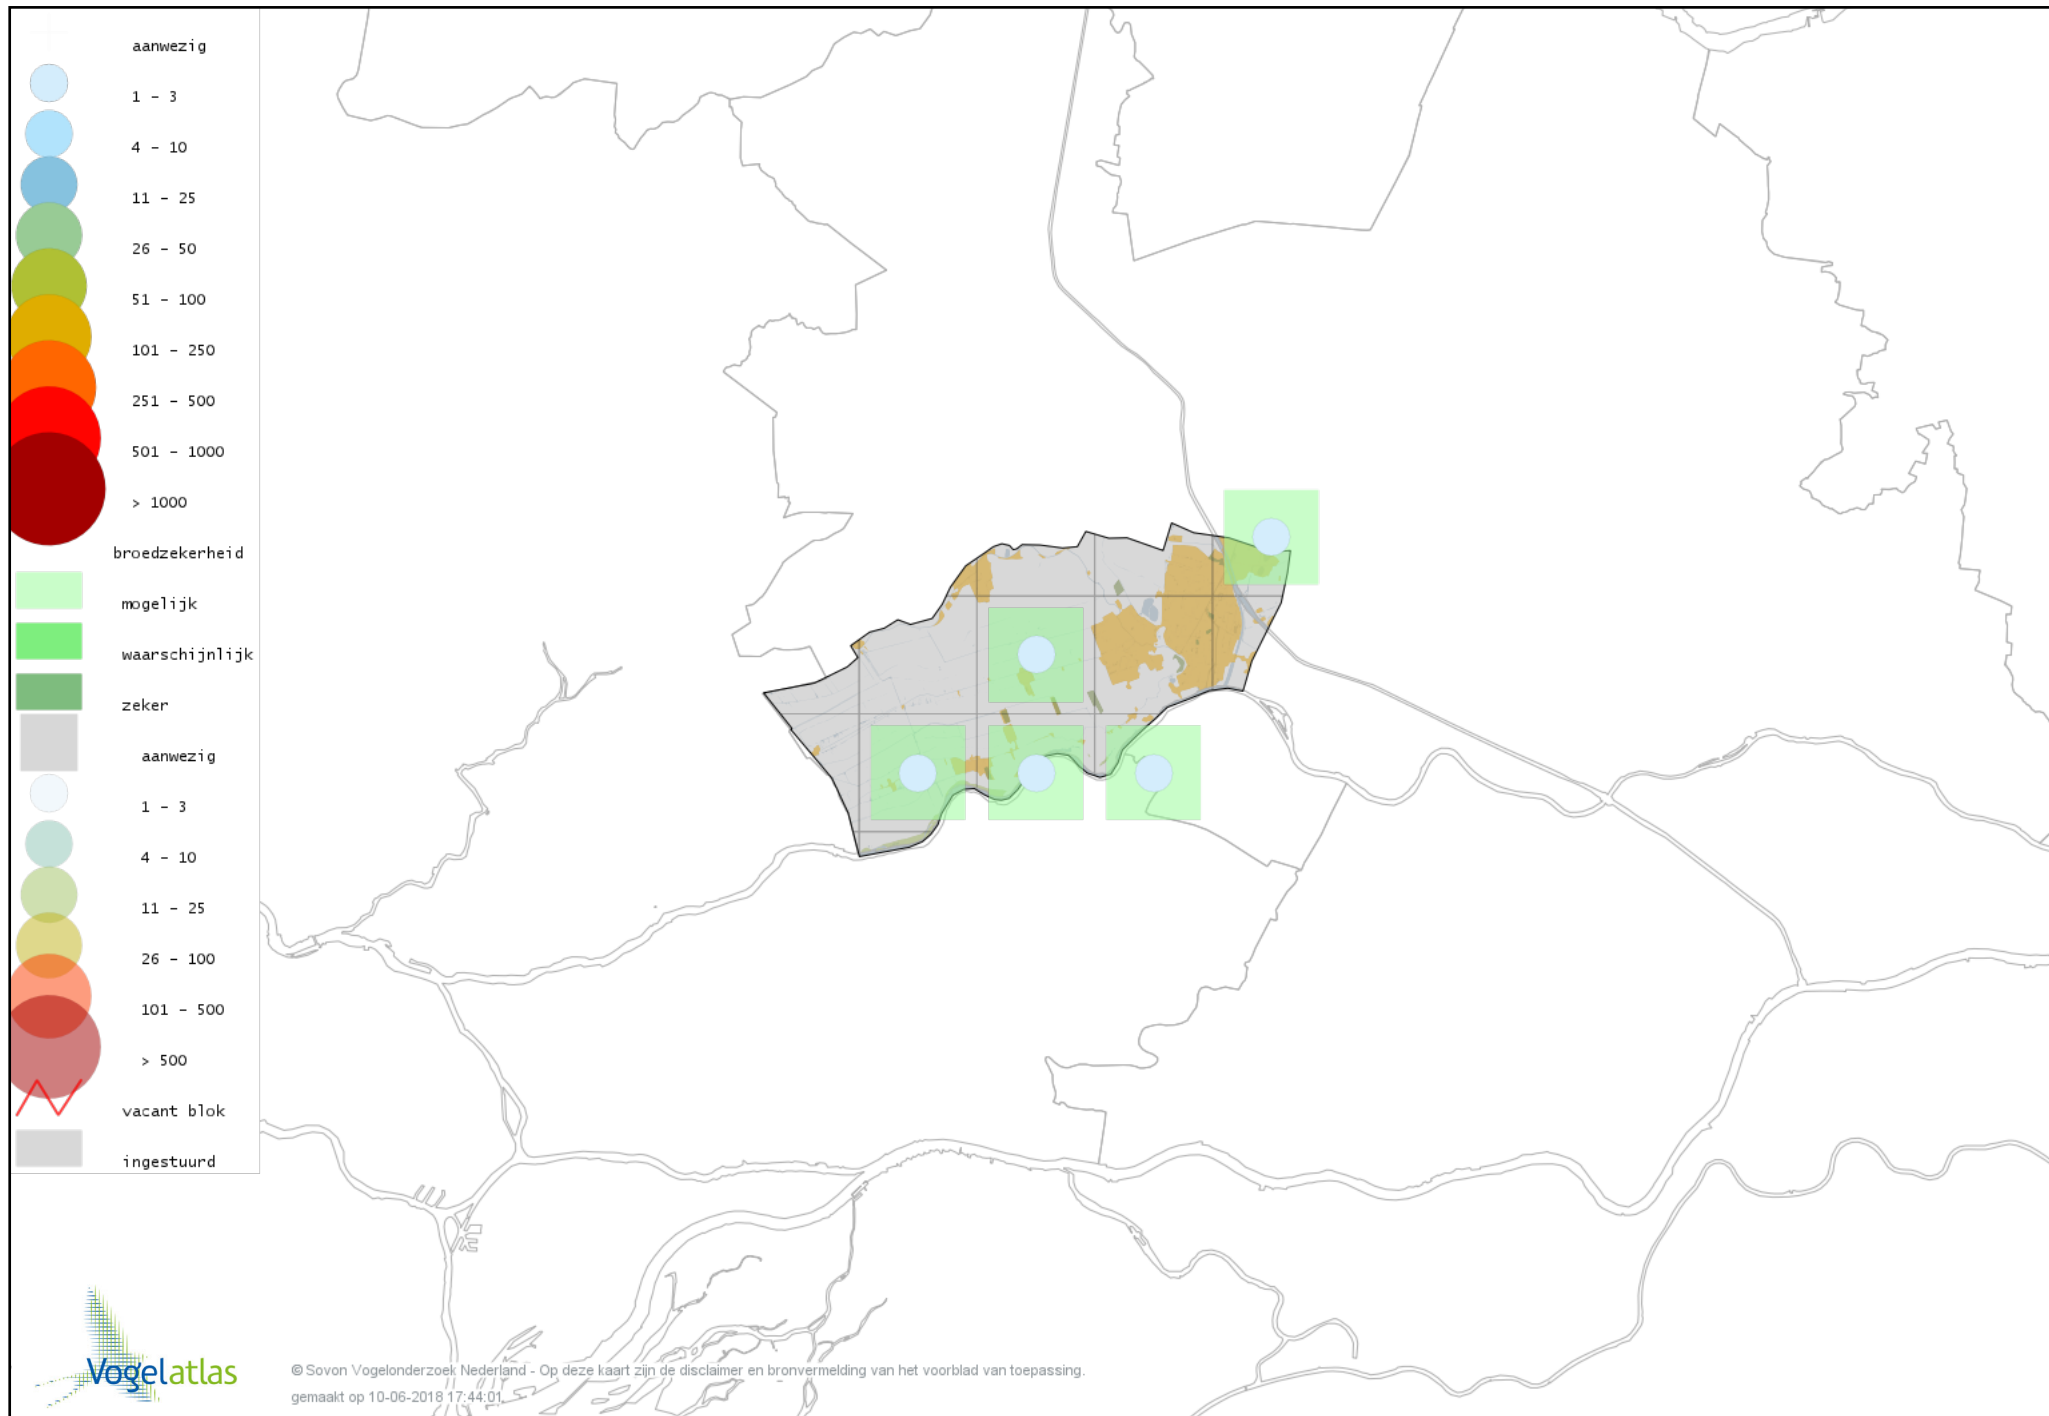 aanwezig
1 - 3
4 - 10
11 - 25
26 - 50
51 - 100
101 - 250
251 - 500
501 - 1000
> 1000
broedzekerheid
mogelijk
waarschijnlijk
zeker
aanwezig
1 - 3
4 - 10
11 - 25
26 - 100
101 - 500
> 500
vacant blok
ingestuurd
Vogelatlas
© Sovon Vogelonderzoek Nederland - Op deze kaart zijn de disclaimer en bronvermelding van het voorblad van toepassing.
gemaakt op 10-06-2018 17:44:01